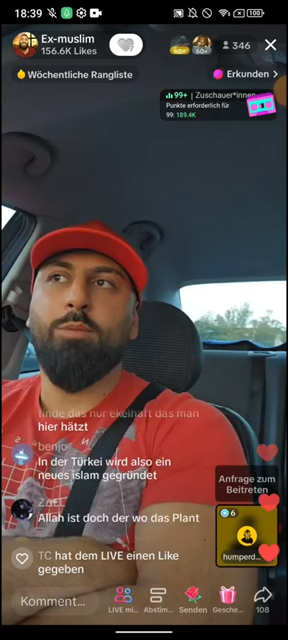 18:39
100
Ex-muslim
156.6K Likes
60+
60+
346
Wöchentliche Rangliste
Erkunden >
99+ | Zuschauer*innen
Punkte erforderlich für
99: 189.4K
finde das nur ekelhaft das man
hier hätzt
benjo
In der Türkei wird also ein
neues islam gegründet
Allah ist doch der wo das Plant
TC hat dem LIVE einen Like
gegeben
Anfrage zum
Beitreten
6
humperd...
Komment...
LIVE mi...
Abstim...
Senden
Gesche...
108